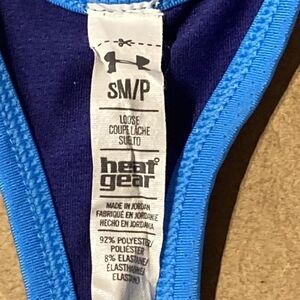 SM/P
LOOSE
COUPE LÂCHE
SUELTO
heat
gear
MADE IN JORDAN
FABRIQUÉ EN JORDANIE
HECHO EN JORDANIA
92% POLYESTER/
POLIÉSTER
8% ELASTANE/
ÉLASTHANNE/
ELASTANO